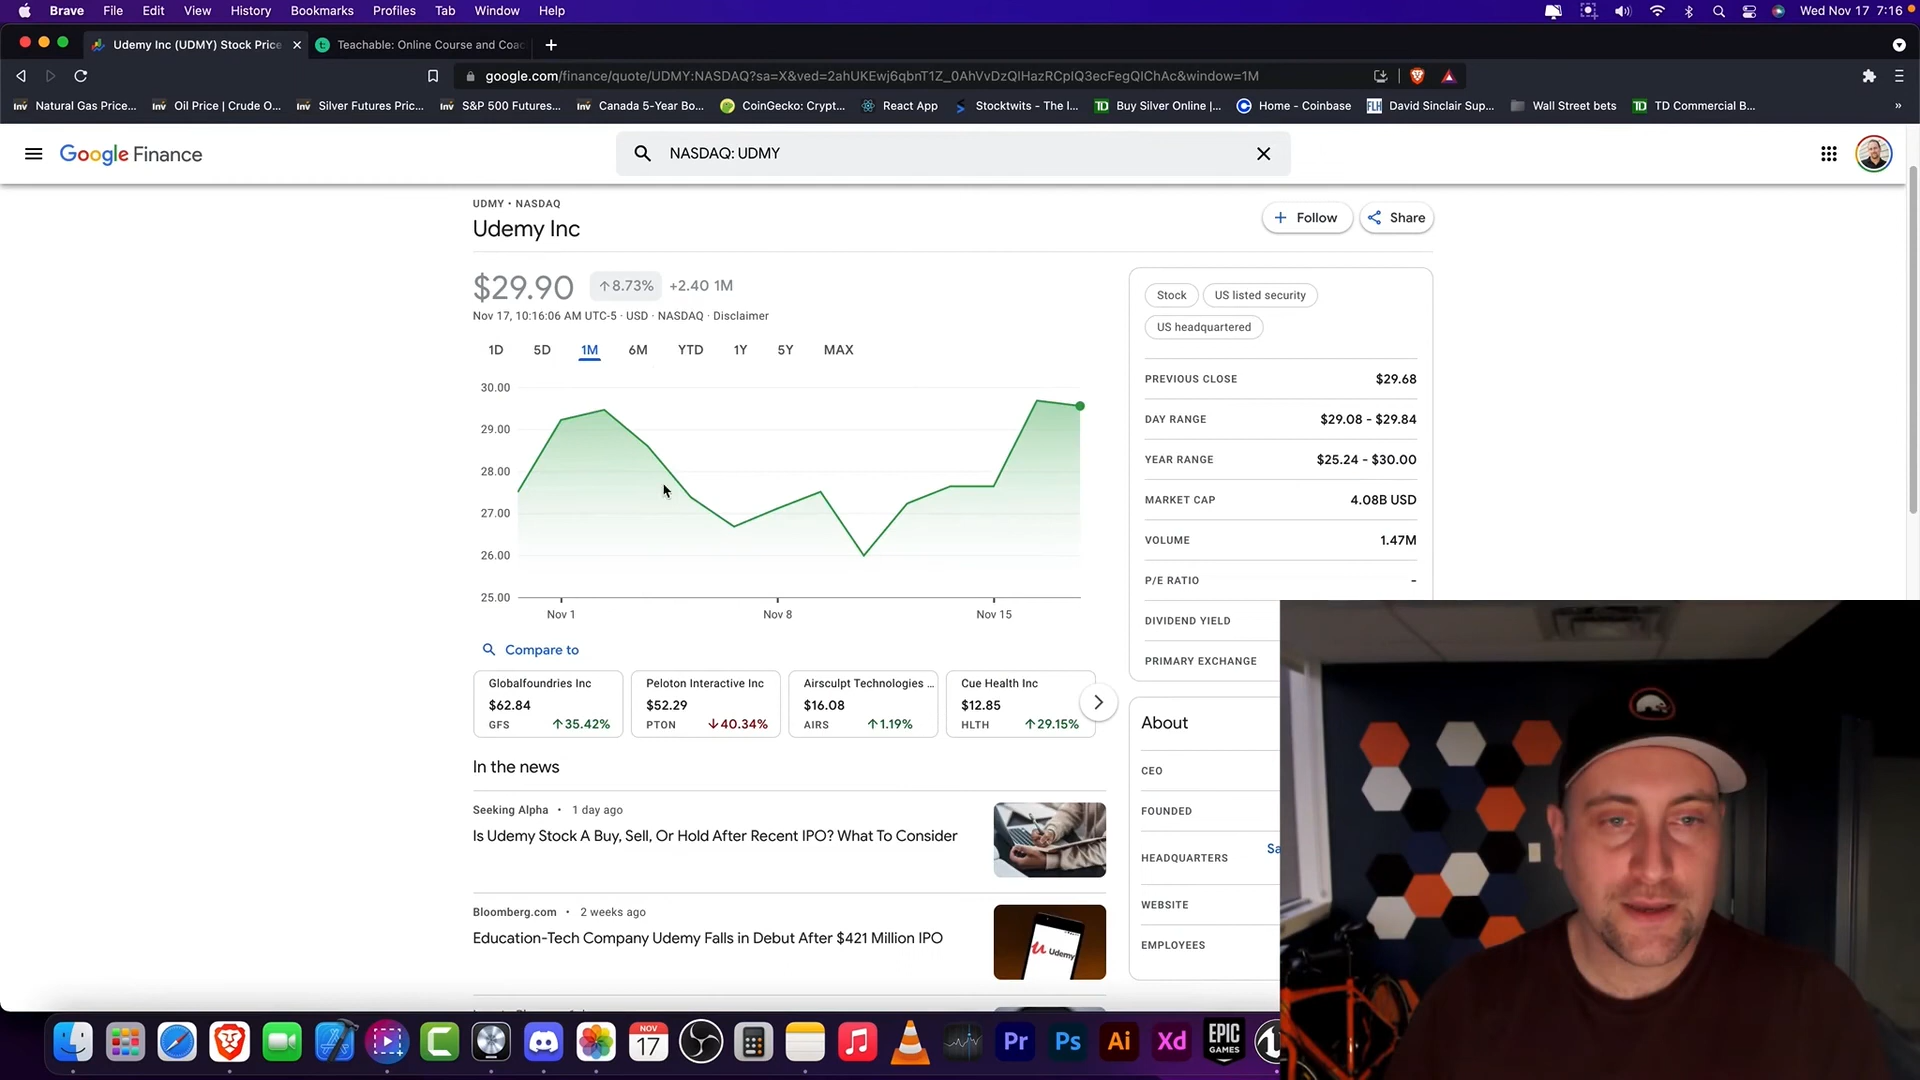 Brave File Edit View History Bookmarks Profiles Tab Window Help Wed Nov 17 7:16
Udemy Inc (UDMY) Stock Price Teachable: Online Course and Coac
google.com/finance/quote/UDMY:NASDAQ?sa=X&ved=2ahUKEwj6qbnT1Z_0AhVvDzQIHazRCpIQ3ecFegQIChAc&window=1M
Natural Gas Price... Oil Price | Crude O... Silver Futures Pric... S&P 500 Futures... Canada 5-Year Bo... CoinGecko: Crypt... React App Stocktwits - The I... Buy Silver Online |... Home - Coinbase David Sinclair Sup... Wall Street bets TD Commercial B... »
Google Finance NASDAQ: UDMY
UDMY • NASDAQ
Udemy Inc
Follow Share
$29.90 ↑8.73% +2.40 1M
Nov 17, 10:16:06 AM UTC-5 · USD · NASDAQ · Disclaimer
1D 5D 1M 6M YTD 1Y 5Y MAX
30.00
29.00
28.00
27.00
26.00
25.00
Nov 1 Nov 8 Nov 15
Compare to
Globalfoundries Inc
$62.84
GFS ↑35.42%
Peloton Interactive Inc
$52.29
PTON ↓40.34%
Airsculpt Technologies ...
$16.08
AIRS ↑1.19%
Cue Health Inc
$12.85
HLTH ↑29.15%
In the news
Seeking Alpha • 1 day ago
Is Udemy Stock A Buy, Sell, Or Hold After Recent IPO? What To Consider
Bloomberg.com • 2 weeks ago
Education-Tech Company Udemy Falls in Debut After $421 Million IPO
Udemy
Stock US listed security
US headquartered
PREVIOUS CLOSE $29.68
DAY RANGE $29.08 - $29.84
YEAR RANGE $25.24 - $30.00
MARKET CAP 4.08B USD
VOLUME 1.47M
P/E RATIO -
DIVIDEND YIELD
PRIMARY EXCHANGE
About
CEO
FOUNDED
HEADQUARTERS Sa
WEBSITE
EMPLOYEES
NOV
17
Pr Ps Ai Xd EPIC
GAMES